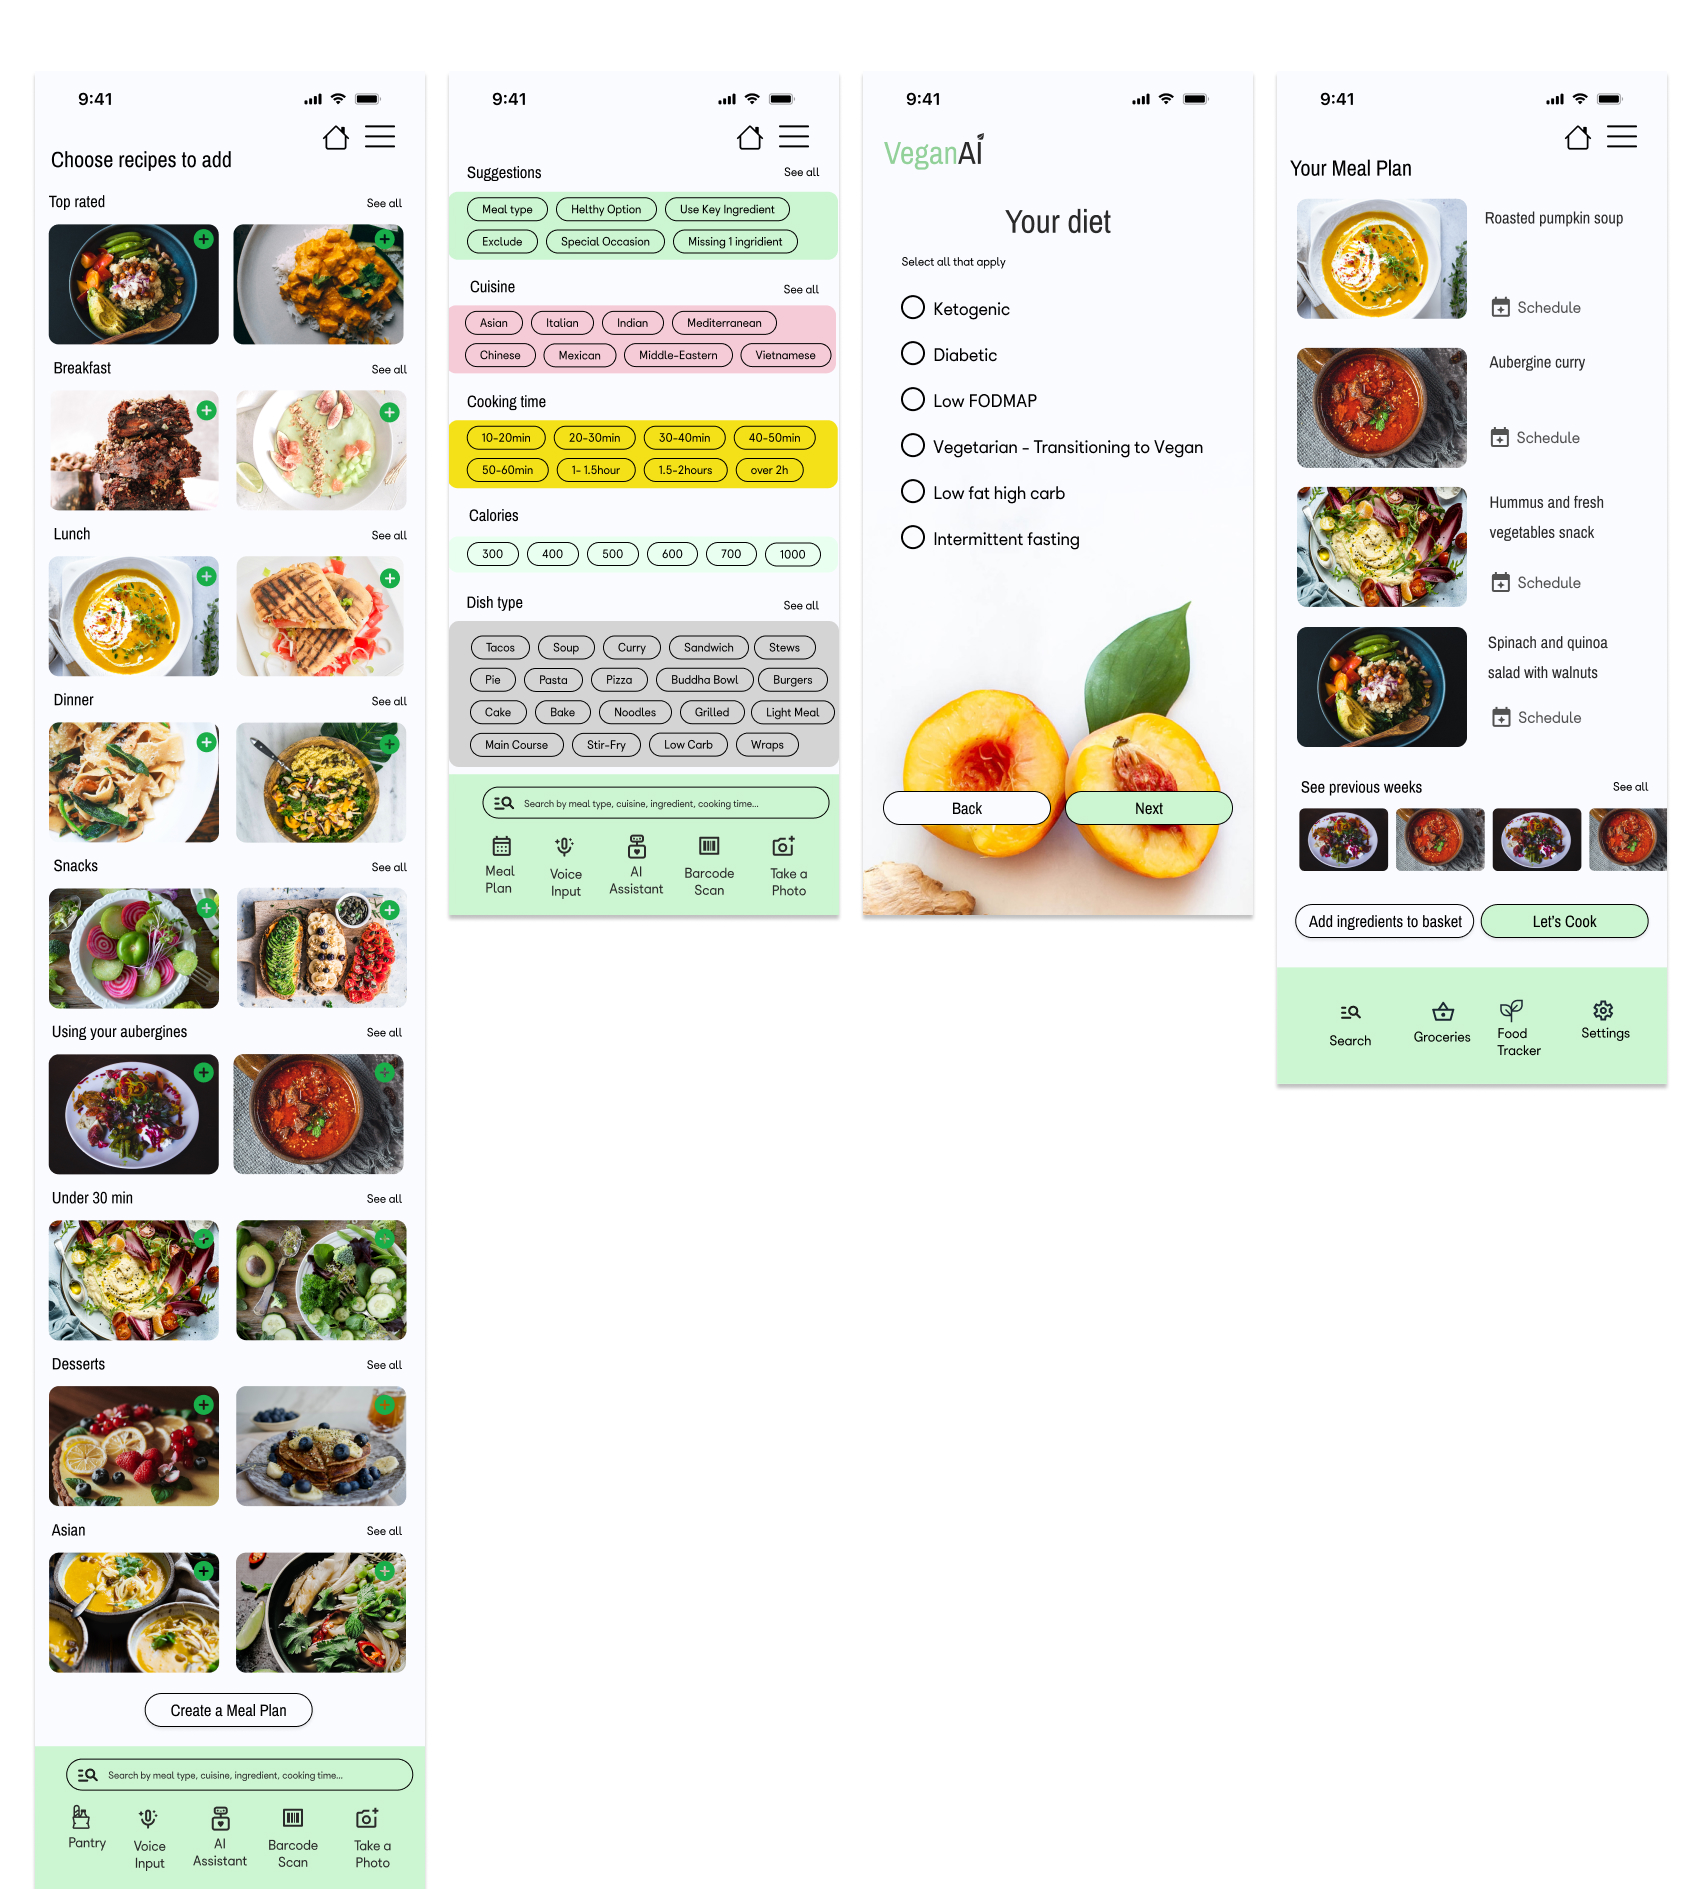 9:41
Choose recipes to add
Top rated
See all
Breakfast
See all
Lunch
See all
Dinner
See all
Snacks
See all
Using your aubergines
See all
Under 30 min
See all
Desserts
See all
Asian
See all
Create a Meal Plan
Search by meal type, cuisine, ingredient, cooking time...
Pantry
Voice
Input
AI
Assistant
Barcode
Scan
Take a
Photo
9:41
Suggestions
See all
Meal type
Helthy Option
Use Key Ingredient
Exclude
Special Occasion
Missing 1 ingridient
Cuisine
See all
Asian
Italian
Indian
Mediterranean
Chinese
Mexican
Middle-Eastern
Vietnamese
Cooking time
10-20min
20-30min
30-40min
40-50min
50-60min
1- 1.5hour
1.5-2hours
over 2h
Calories
300
400
500
600
700
1000
Dish type
See all
Tacos
Soup
Curry
Sandwich
Stews
Pie
Pasta
Pizza
Buddha Bowl
Burgers
Cake
Bake
Noodles
Grilled
Light Meal
Main Course
Stir-Fry
Low Carb
Wraps
Search by meal type, cuisine, ingredient, cooking time...
Meal
Plan
Voice
Input
AI
Assistant
Barcode
Scan
Take a
Photo
9:41
VeganAI
Your diet
Select all that apply
Ketogenic
Diabetic
Low FODMAP
Vegetarian - Transitioning to Vegan
Low fat high carb
Intermittent fasting
Back
Next
9:41
Your Meal Plan
Roasted pumpkin soup
Schedule
Aubergine curry
Schedule
Hummus and fresh
vegetables snack
Schedule
Spinach and quinoa
salad with walnuts
Schedule
See previous weeks
See all
Add ingredients to basket
Let's Cook
Search
Groceries
Food
Tracker
Settings